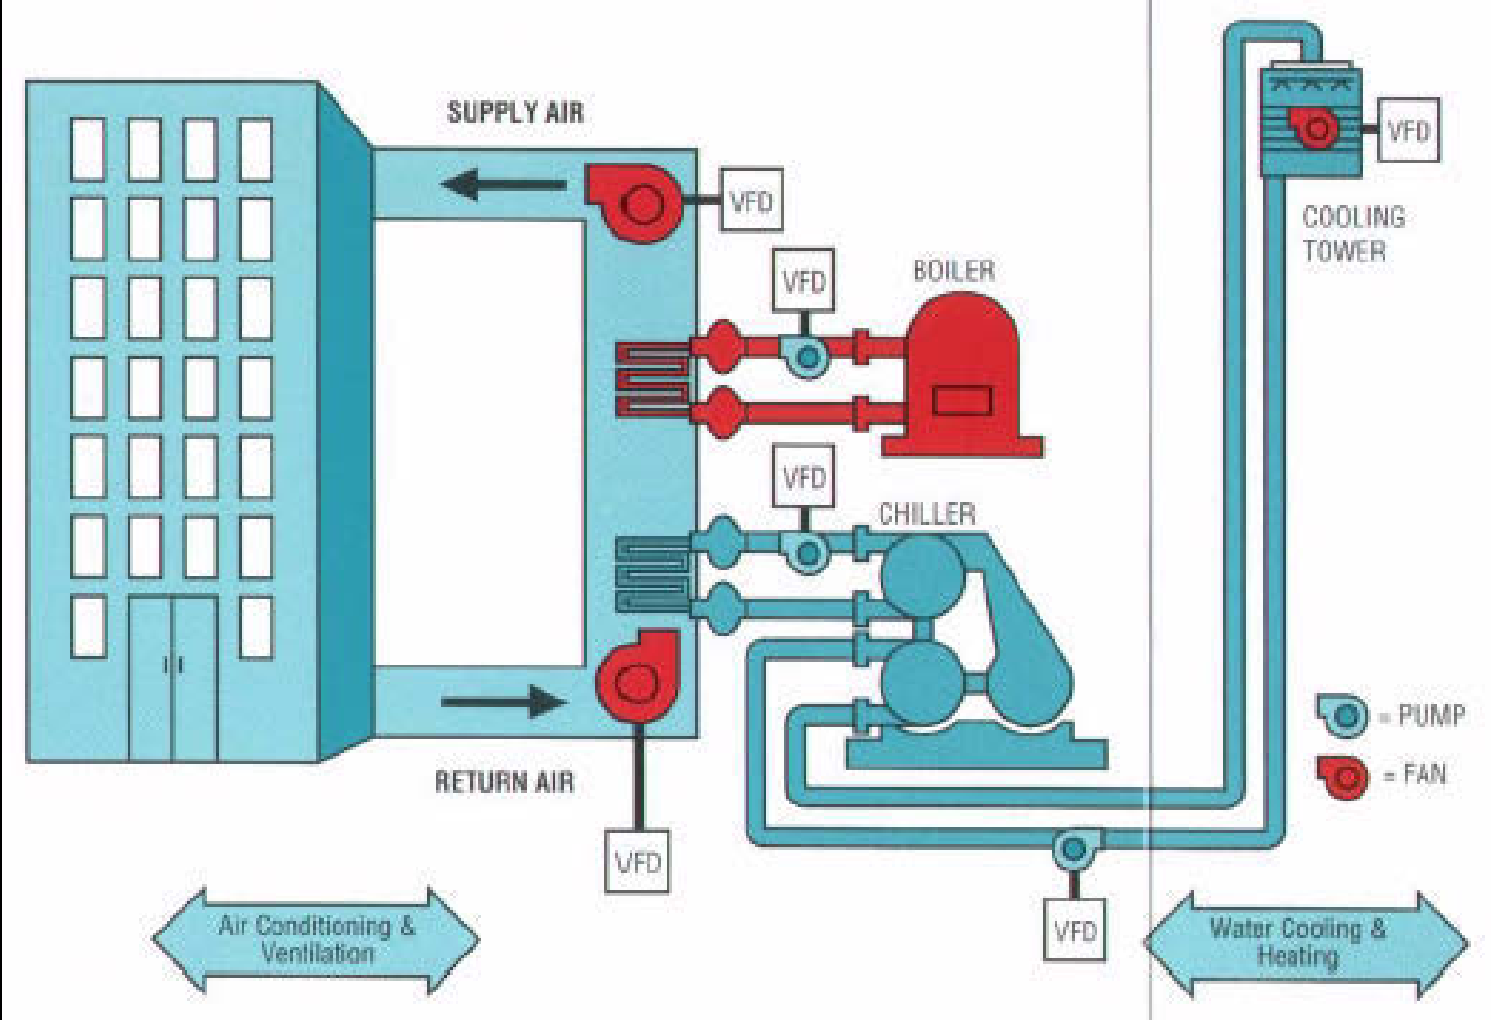 SUPPLY AIR
VFD
VFD
COOLING
TOWER
VFD
BOILER
VFD
CHILLER
= PUMP
= FAN
RETURN AIR
VFD
VFD
Air Conditioning &
Ventilation
Water Cooling &
Heating